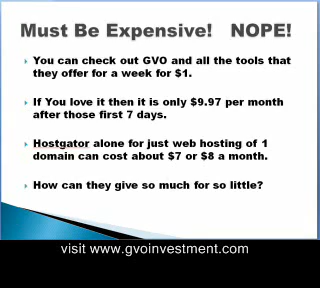 Must Be Expensive!   NOPE!
You can check out GVO and all the tools that
they offer for a week for $1.
If You love it then it is only $9.97 per month
after those first 7 days.
Hostgator alone for just web hosting of 1
domain can cost about $7 or $8 a month.
How can they give so much for so little?
visit www.gvoinvestment.com